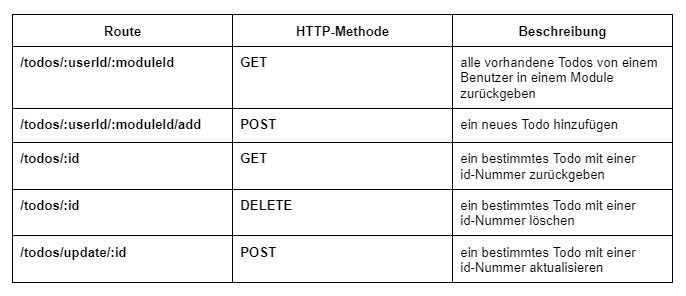 Route HTTP-Methode Beschreibung
/todos/:userId/:moduleId GET alle vorhandene Todos von einem
Benutzer in einem Module
zurückgeben
/todos/:userId/:moduleId/add POST ein neues Todo hinzufügen
/todos/:id GET ein bestimmtes Todo mit einer
id-Nummer zurückgeben
/todos/:id DELETE ein bestimmtes Todo mit einer
id-Nummer löschen
/todos/update/:id POST ein bestimmtes Todo mit einer
id-Nummer aktualisieren